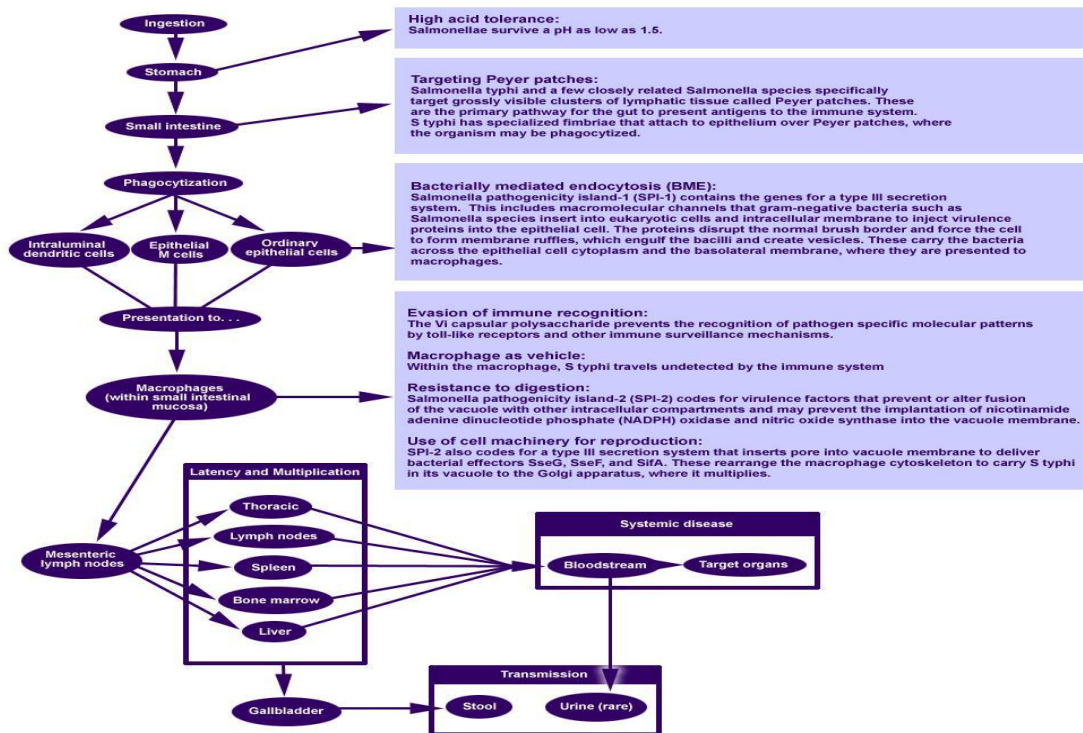 Ingestion
High acid tolerance:
Salmonellae survive a pH as low as 1.5.
Stomach
Targeting Peyer patches:
Salmonella typhi and a few closely related Salmonella species specifically
target grossly visible clusters of lymphatic tissue called Peyer patches. These
are the primary pathway for the gut to present antigens to the immune system.
S typhi has specialized fimbriae that attach to epithelium over Peyer patches, where
the organism may be phagocytized.
Small intestine
Phagocytization
Bacterially mediated endocytosis (BME):
Salmonella pathogenicity island-1 (SPI-1) contains the genes for a type III secretion
system. This includes macromolecular channels that gram-negative bacteria such as
Salmonella species insert into eukaryotic cells and intracellular membrane to inject virulence
proteins into the epithelial cell. The proteins disrupt the normal brush border and force the cell
to form membrane ruffles, which engulf the bacilli and create vesicles. These carry the bacteria
across the epithelial cell cytoplasm and the basolateral membrane, where they are presented to
macrophages.
Intraluminal
dendritic cells
Epithelial
M cells
Ordinary
epithelial cells
Presentation to. . .
Evasion of immune recognition:
The Vi capsular polysaccharide prevents the recognition of pathogen specific molecular patterns
by toll-like receptors and other immune surveillance mechanisms.
Macrophage as vehicle:
Within the macrophage, S typhi travels undetected by the immune system
Resistance to digestion:
Salmonella pathogenicity island-2 (SPI-2) codes for virulence factors that prevent or alter fusion
of the vacuole with other intracellular compartments and may prevent the implantation of nicotinamide
adenine dinucleotide phosphate (NADPH) oxidase and nitric oxide synthase into the vacuole membrane.
Use of cell machinery for reproduction:
SPI-2 also codes for a type III secretion system that inserts pore into vacuole membrane to deliver
bacterial effectors SseG, SseF, and SifA. These rearrange the macrophage cytoskeleton to carry S typhi
in its vacuole to the Golgi apparatus, where it multiplies.
Macrophages
(within small intestinal
mucosa)
Latency and Multiplication
Thoracic
Lymph nodes
Spleen
Bone marrow
Liver
Mesenteric
lymph nodes
Systemic disease
Bloodstream
Target organs
Gallbladder
Transmission
Stool
Urine (rare)